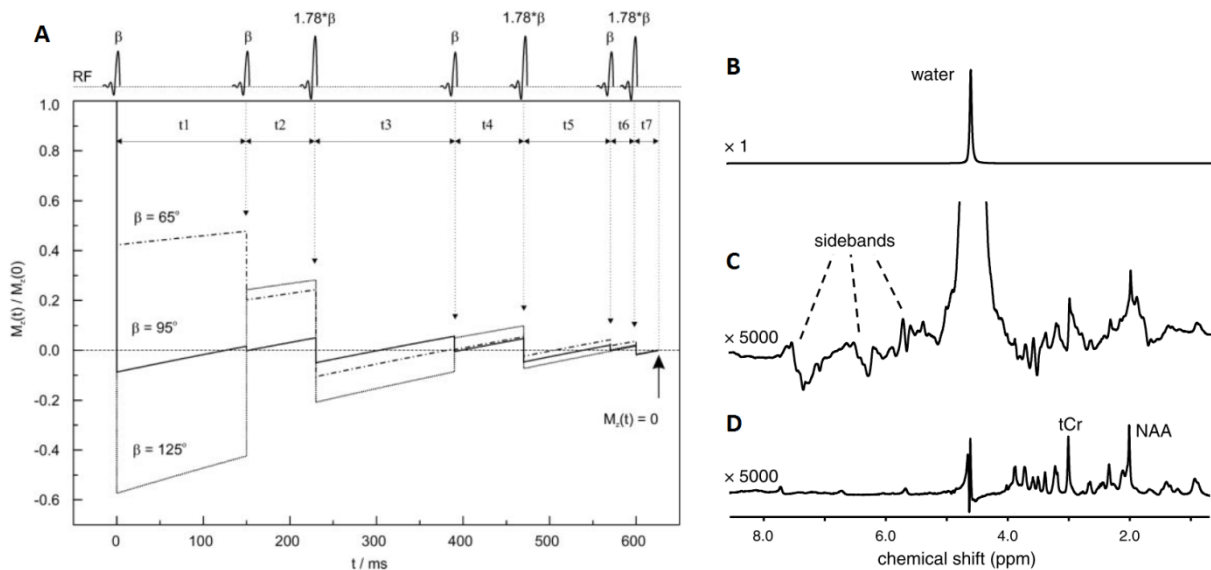 A
β
β
1.78*β
β
1.78*β
β
1.78*β
RF
t1
t2
t3
t4
t5
t6
t7
1.0
0.8
0.6
0.4
0.2
0.0
-0.2
-0.4
-0.6
β = 65°
β = 95°
β = 125°
M_z(t) = 0
M_z(t) / M_z(0)
0
100
200
300
400
500
600
t / ms
B
water
× 1
C
sidebands
× 5000
D
tCr
NAA
× 5000
8.0
6.0
4.0
2.0
chemical shift (ppm)